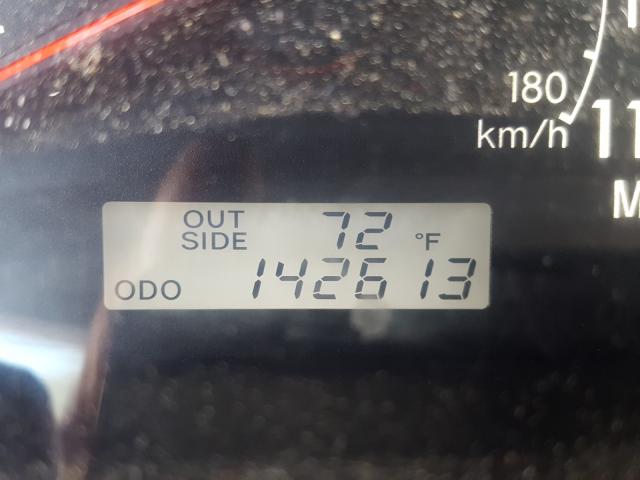 180
km/h
OUT
SIDE 72 °F
ODO 142613